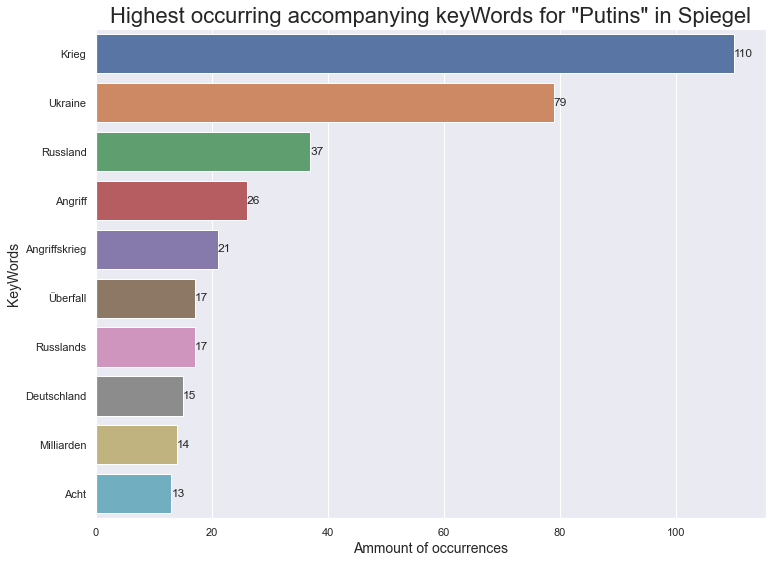 Highest occurring accompanying keyWords for "Putins" in Spiegel
KeyWords
Krieg 110
Ukraine 79
Russland 37
Angriff 26
Angriffskrieg 21
Überfall 17
Russlands 17
Deutschland 15
Milliarden 14
Acht 13
0 20 40 60 80 100
Ammount of occurrences